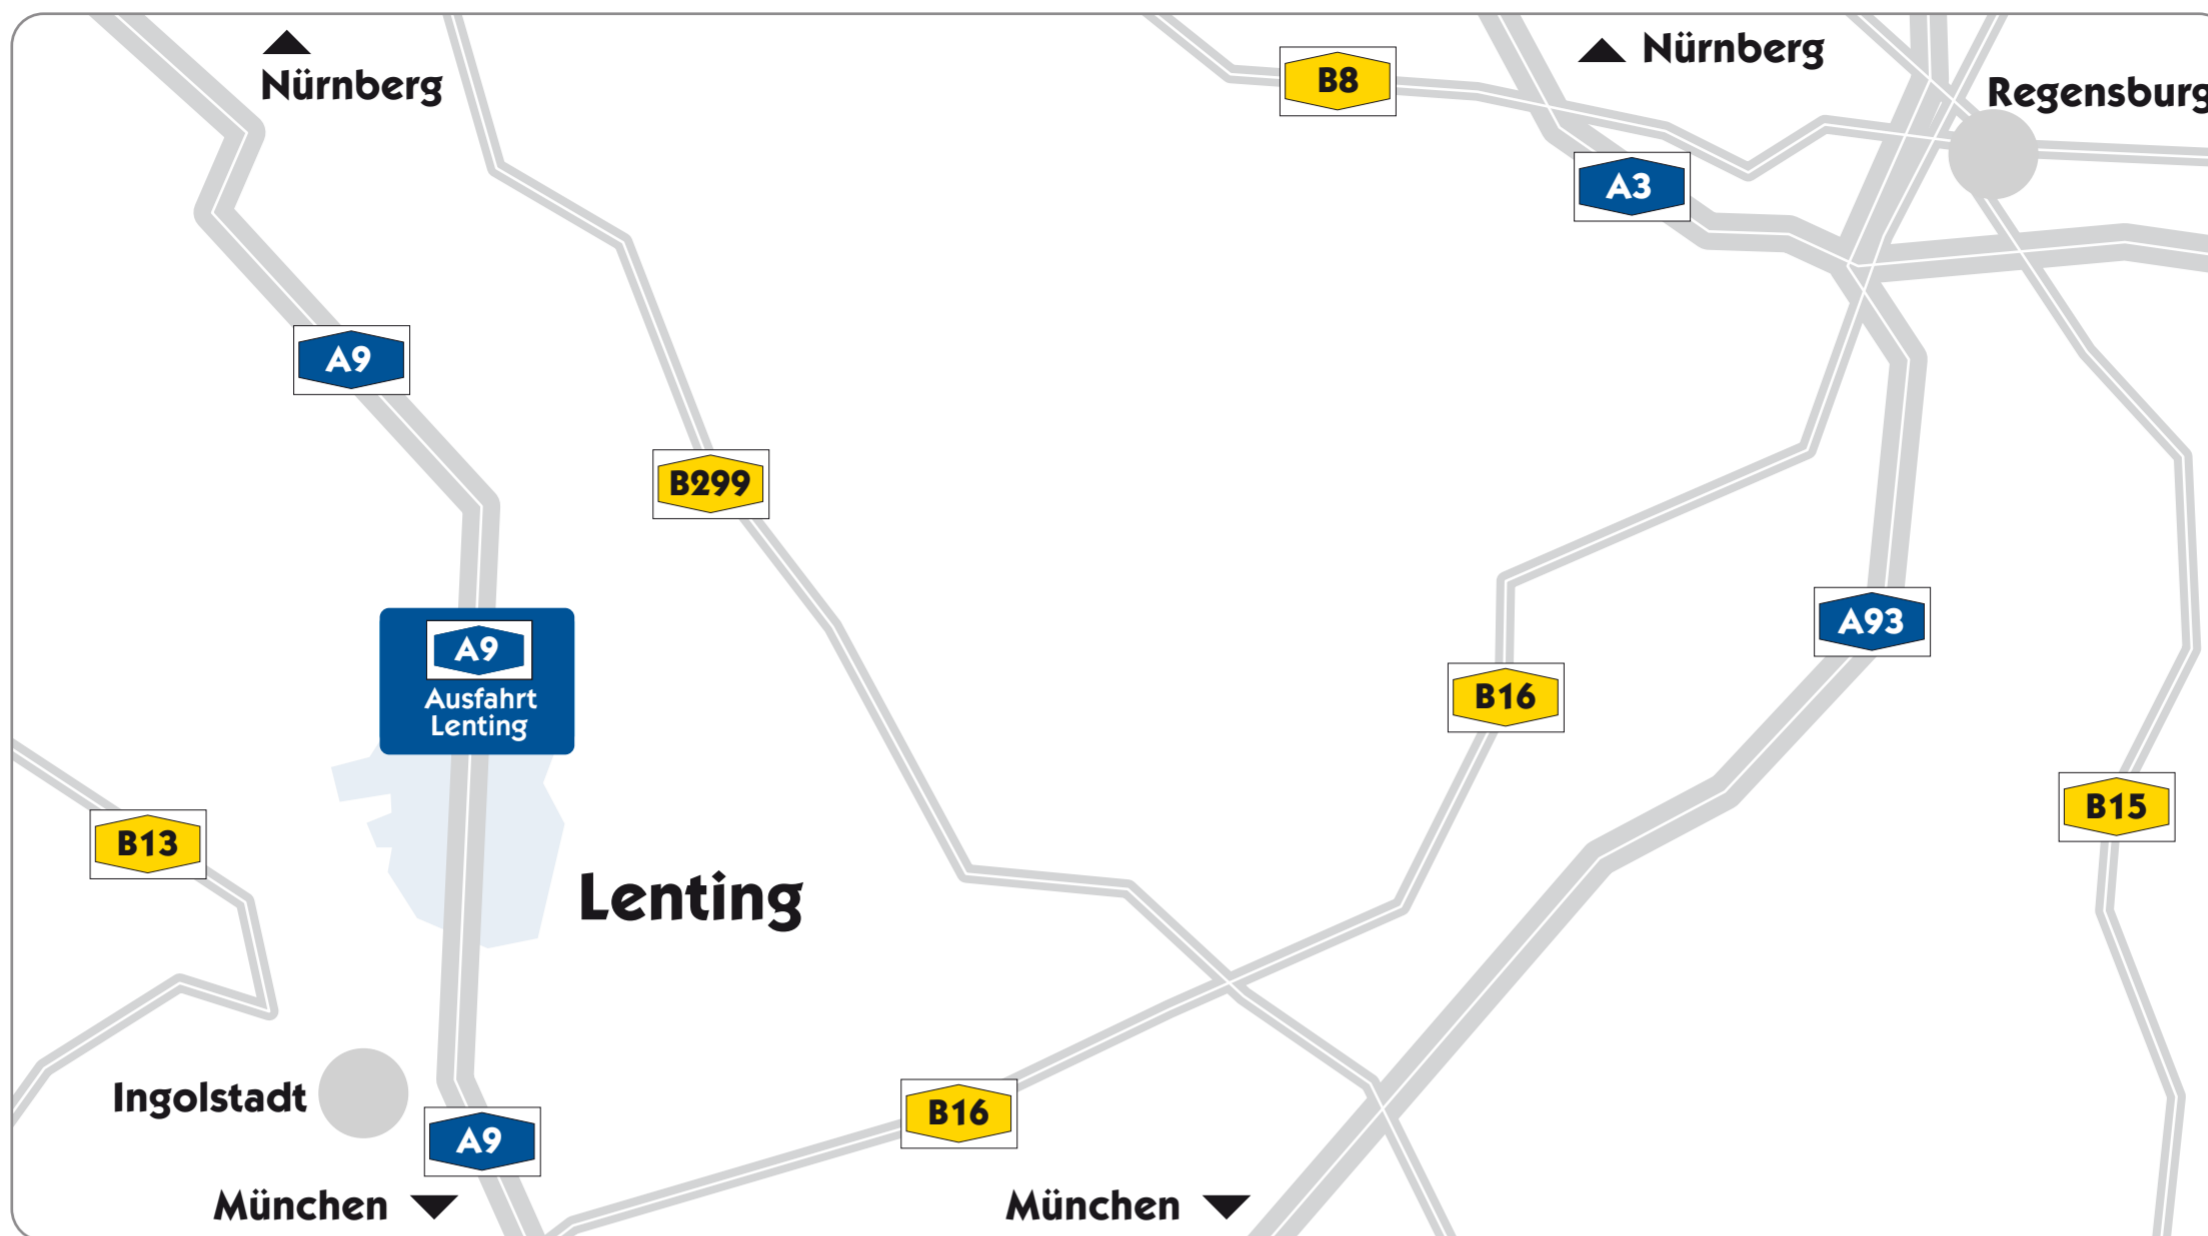 Nürnberg
B8
Nürnberg
Regensburg
A3
A9
B299
A9
Ausfahrt
Lenting
A93
B16
B15
B13
Lenting
Ingolstadt
B16
A9
München
München